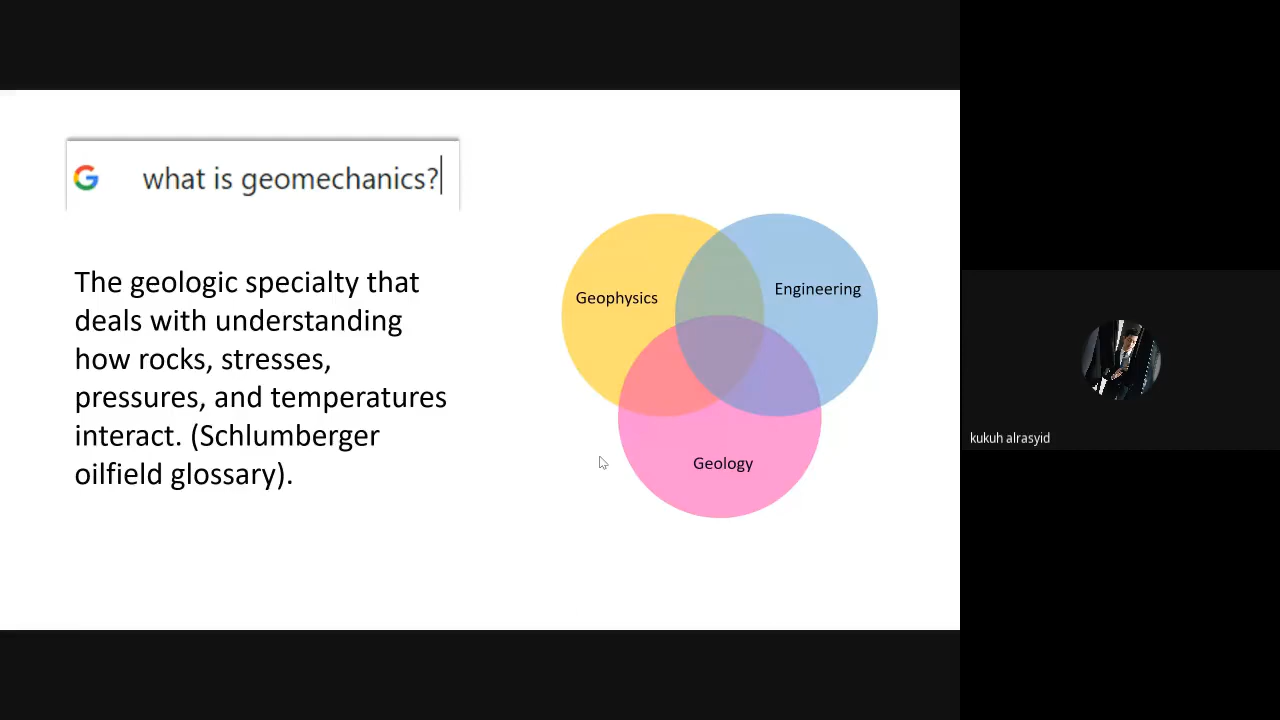 what is geomechanics?
The geologic specialty that
deals with understanding
how rocks, stresses,
pressures, and temperatures
interact. (Schlumberger
oilfield glossary).
Geophysics
Engineering
Geology
kukuh alrasyid